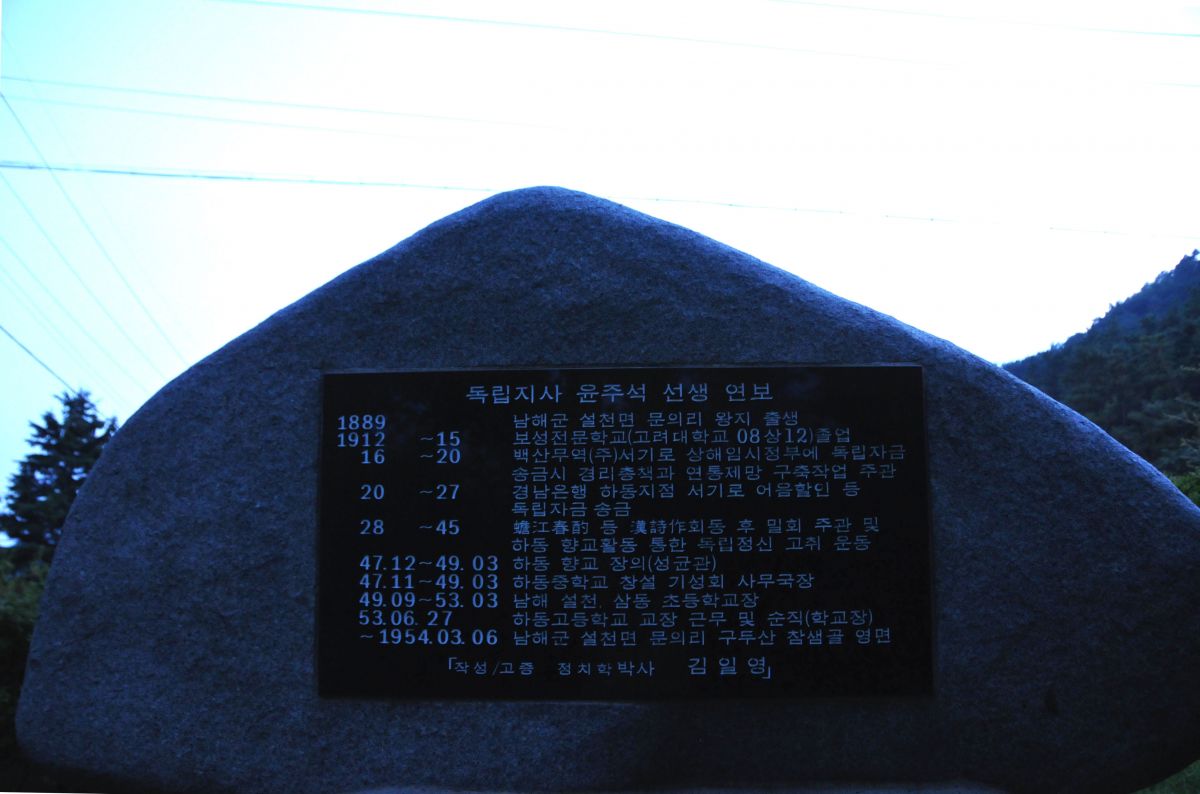 독립지사 윤주석 선생 연보
1889 남해군 설천면 문의리 왕지 출생
1912 ~15 보성전문학교(고려대학교 08상12)졸업
16 ~20 백산무역(주)서기로 상해임시정부에 독립자금
송금시 경리총책과 연통제망 구축작업 주관
20 ~27 경남은행 하동지점 서기로 어음할인 등
독립자금 송금
28 ~45 蟾江春酌 등 漢詩作회동 후 밀회 주관 및
하동 향교활동 통한 독립정신 고취 운동
47.12~49.03 하동 향교 장의(성균관)
47.11~49.03 하동중학교 창설 기성회 사무국장
49.09~53.03 남해 설천, 삼동 초등학교장
53.06.27 하동고등학교 교장 근무 및 순직(학교장)
~1954.03.06 남해군 설천면 문의리 구두산 참샘골 영면
「작성/고증 정치학박사 김일영」